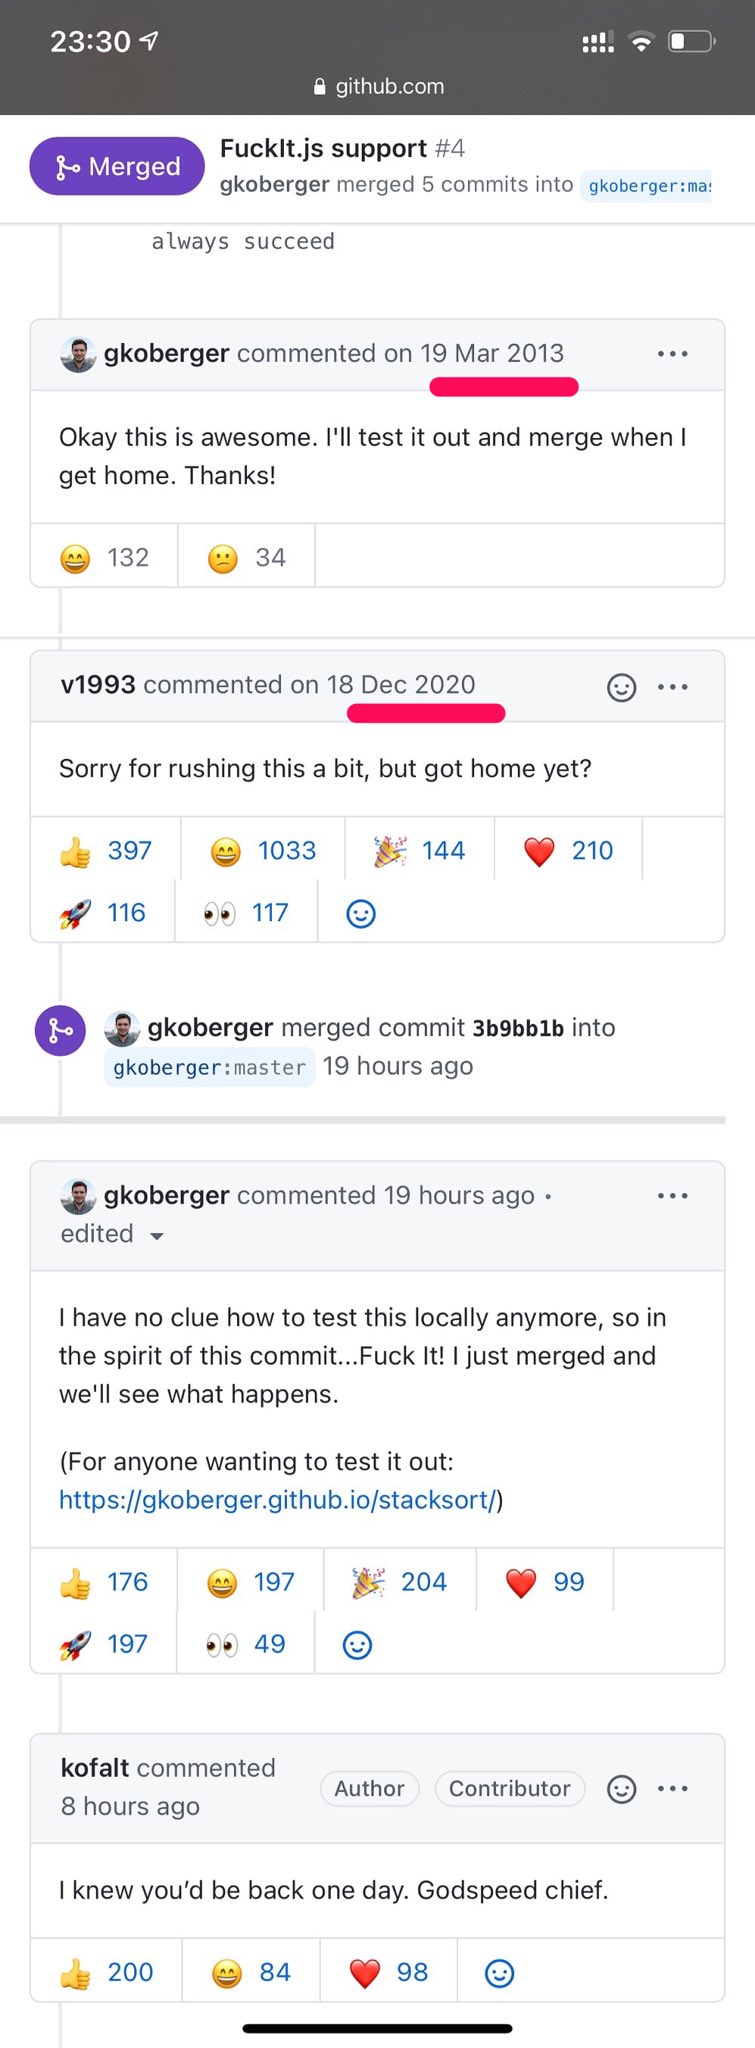 23:30
github.com
Merged
FuckIt.js support #4
gkoberger merged 5 commits into gkoberger:mas
always succeed
gkoberger commented on 19 Mar 2013
Okay this is awesome. I'll test it out and merge when I
get home. Thanks!
132 34
v1993 commented on 18 Dec 2020
Sorry for rushing this a bit, but got home yet?
397 1033 144 210
116 117
gkoberger merged commit 3b9bb1b into
gkoberger:master 19 hours ago
gkoberger commented 19 hours ago •
edited
I have no clue how to test this locally anymore, so in
the spirit of this commit...Fuck It! I just merged and
we'll see what happens.
(For anyone wanting to test it out:
https://gkoberger.github.io/stacksort/)
176 197 204 99
197 49
kofalt commented
8 hours ago
Author Contributor
I knew you’d be back one day. Godspeed chief.
200 84 98